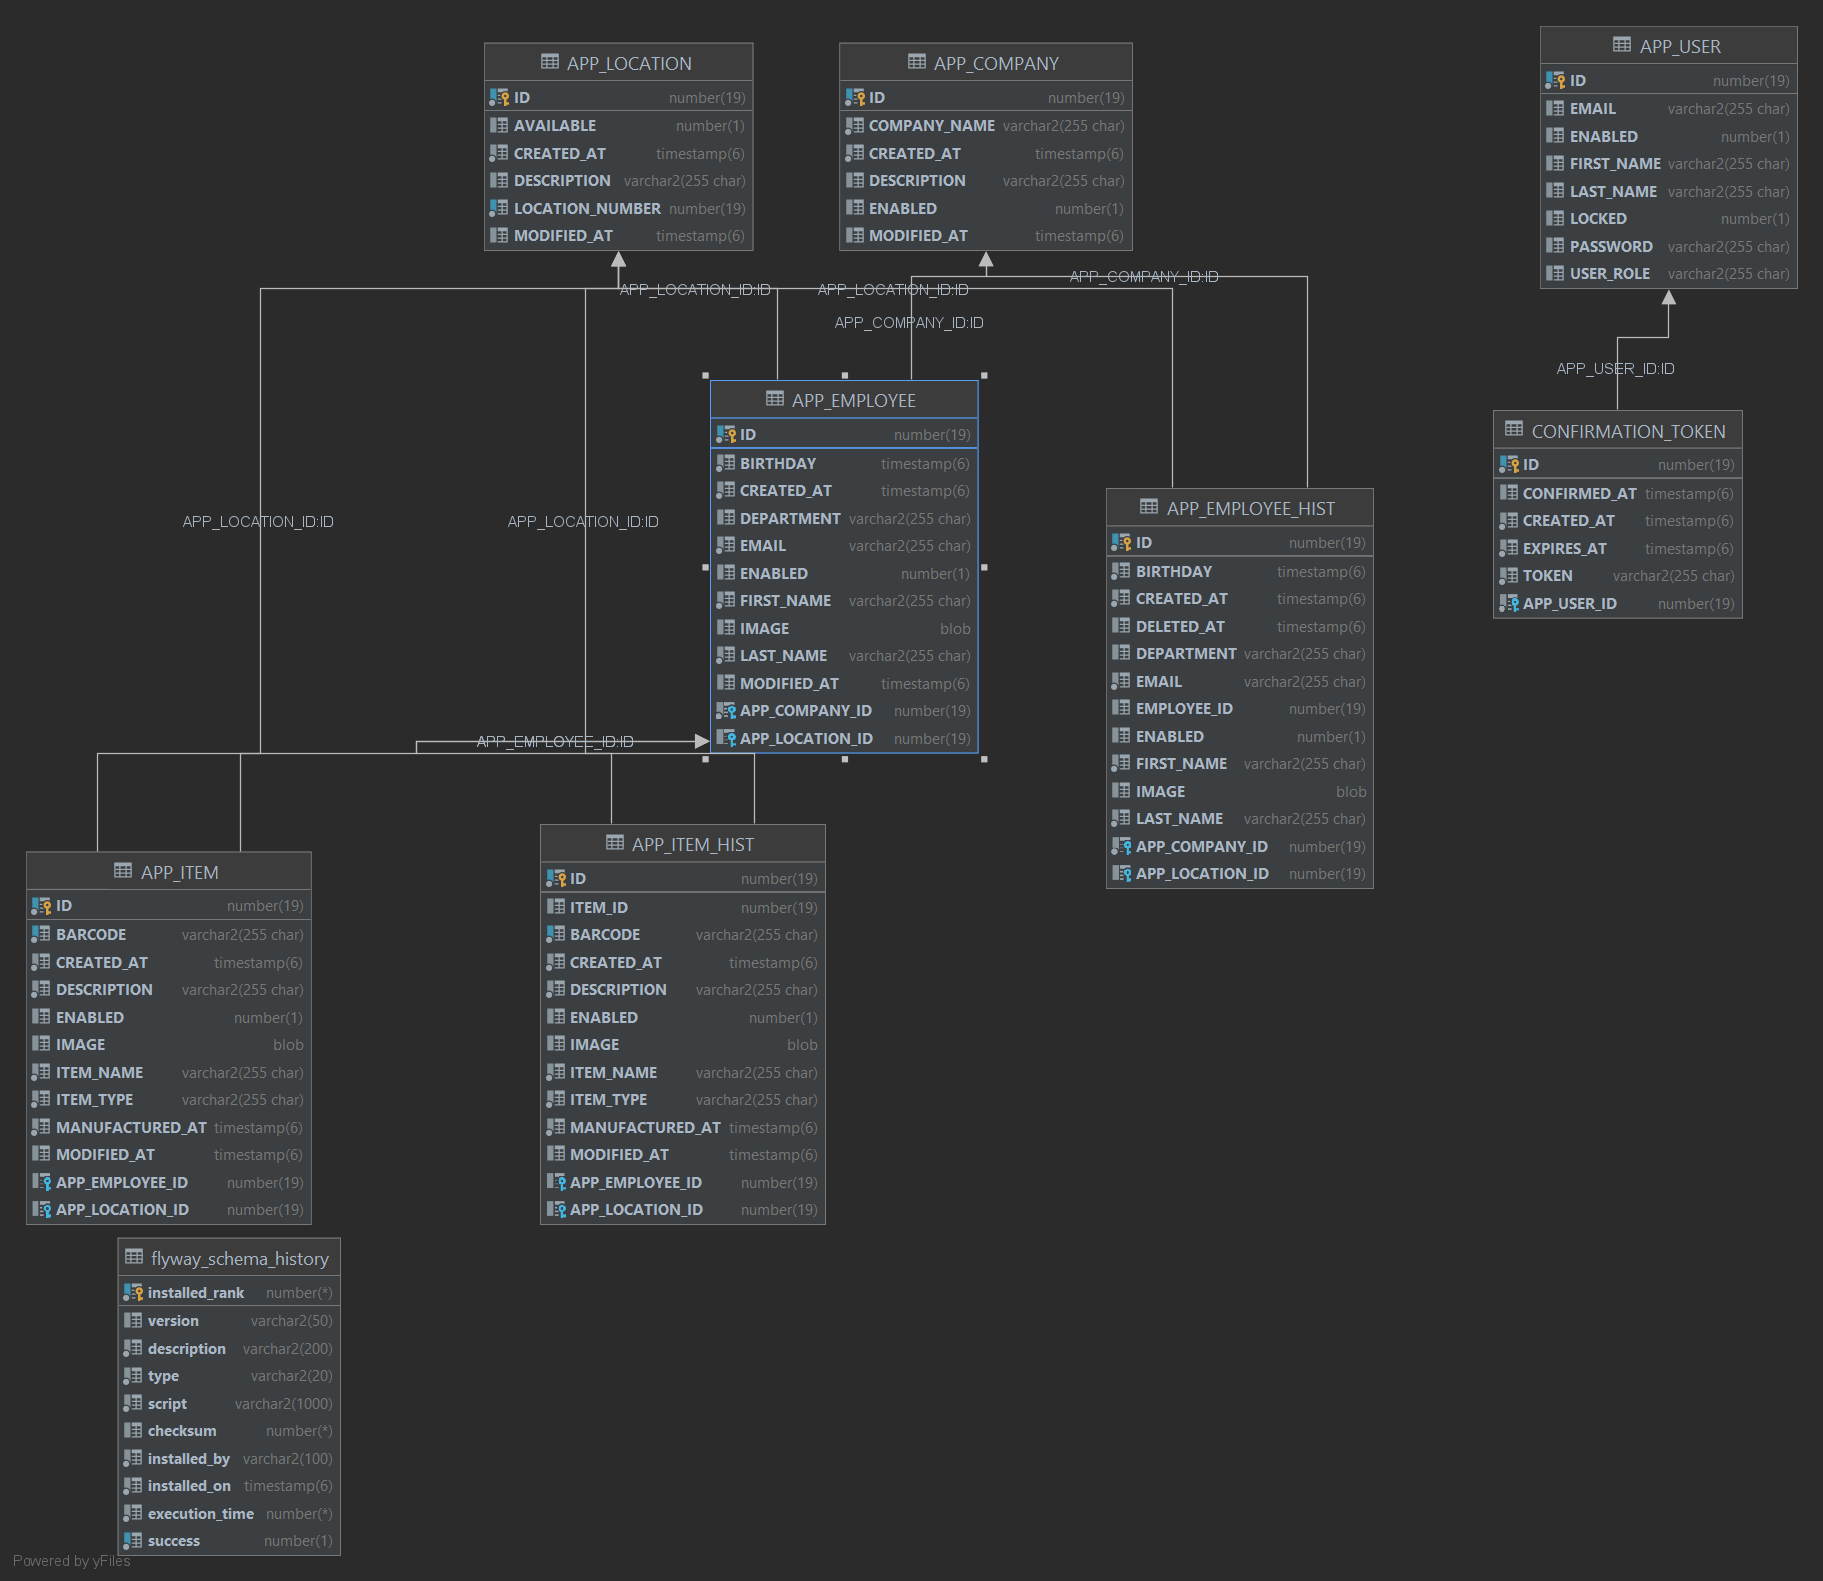 APP_LOCATION
ID number(19)
AVAILABLE number(1)
CREATED_AT timestamp(6)
DESCRIPTION varchar2(255 char)
LOCATION_NUMBER number(19)
MODIFIED_AT timestamp(6)
APP_COMPANY
ID number(19)
COMPANY_NAME varchar2(255 char)
CREATED_AT timestamp(6)
DESCRIPTION varchar2(255 char)
ENABLED number(1)
MODIFIED_AT timestamp(6)
APP_USER
ID number(19)
EMAIL varchar2(255 char)
ENABLED number(1)
FIRST_NAME varchar2(255 char)
LAST_NAME varchar2(255 char)
LOCKED number(1)
PASSWORD varchar2(255 char)
USER_ROLE varchar2(255 char)
APP_LOCATION_ID:ID
APP_LOCATION_ID:ID
APP_COMPANY_ID:ID
APP_COMPANY_ID:ID
APP_USER_ID:ID
APP_LOCATION_ID:ID
APP_LOCATION_ID:ID
APP_EMPLOYEE
ID number(19)
BIRTHDAY timestamp(6)
CREATED_AT timestamp(6)
DEPARTMENT varchar2(255 char)
EMAIL varchar2(255 char)
ENABLED number(1)
FIRST_NAME varchar2(255 char)
IMAGE blob
LAST_NAME varchar2(255 char)
MODIFIED_AT timestamp(6)
APP_COMPANY_ID number(19)
APP_LOCATION_ID number(19)
APP_EMPLOYEE_ID:ID
APP_EMPLOYEE_HIST
ID number(19)
BIRTHDAY timestamp(6)
CREATED_AT timestamp(6)
DELETED_AT timestamp(6)
DEPARTMENT varchar2(255 char)
EMAIL varchar2(255 char)
EMPLOYEE_ID number(19)
ENABLED number(1)
FIRST_NAME varchar2(255 char)
IMAGE blob
LAST_NAME varchar2(255 char)
APP_COMPANY_ID number(19)
APP_LOCATION_ID number(19)
CONFIRMATION_TOKEN
ID number(19)
CONFIRMED_AT timestamp(6)
CREATED_AT timestamp(6)
EXPIRES_AT timestamp(6)
TOKEN varchar2(255 char)
APP_USER_ID number(19)
APP_ITEM
ID number(19)
BARCODE varchar2(255 char)
CREATED_AT timestamp(6)
DESCRIPTION varchar2(255 char)
ENABLED number(1)
IMAGE blob
ITEM_NAME varchar2(255 char)
ITEM_TYPE varchar2(255 char)
MANUFACTURED_AT timestamp(6)
MODIFIED_AT timestamp(6)
APP_EMPLOYEE_ID number(19)
APP_LOCATION_ID number(19)
APP_ITEM_HIST
ID number(19)
ITEM_ID number(19)
BARCODE varchar2(255 char)
CREATED_AT timestamp(6)
DESCRIPTION varchar2(255 char)
ENABLED number(1)
IMAGE blob
ITEM_NAME varchar2(255 char)
ITEM_TYPE varchar2(255 char)
MANUFACTURED_AT timestamp(6)
MODIFIED_AT timestamp(6)
APP_EMPLOYEE_ID number(19)
APP_LOCATION_ID number(19)
flyway_schema_history
installed_rank number(*)
version varchar2(50)
description varchar2(200)
type varchar2(20)
script varchar2(1000)
checksum number(*)
installed_by varchar2(100)
installed_on timestamp(6)
execution_time number(*)
success number(1)
Powered by yFiles